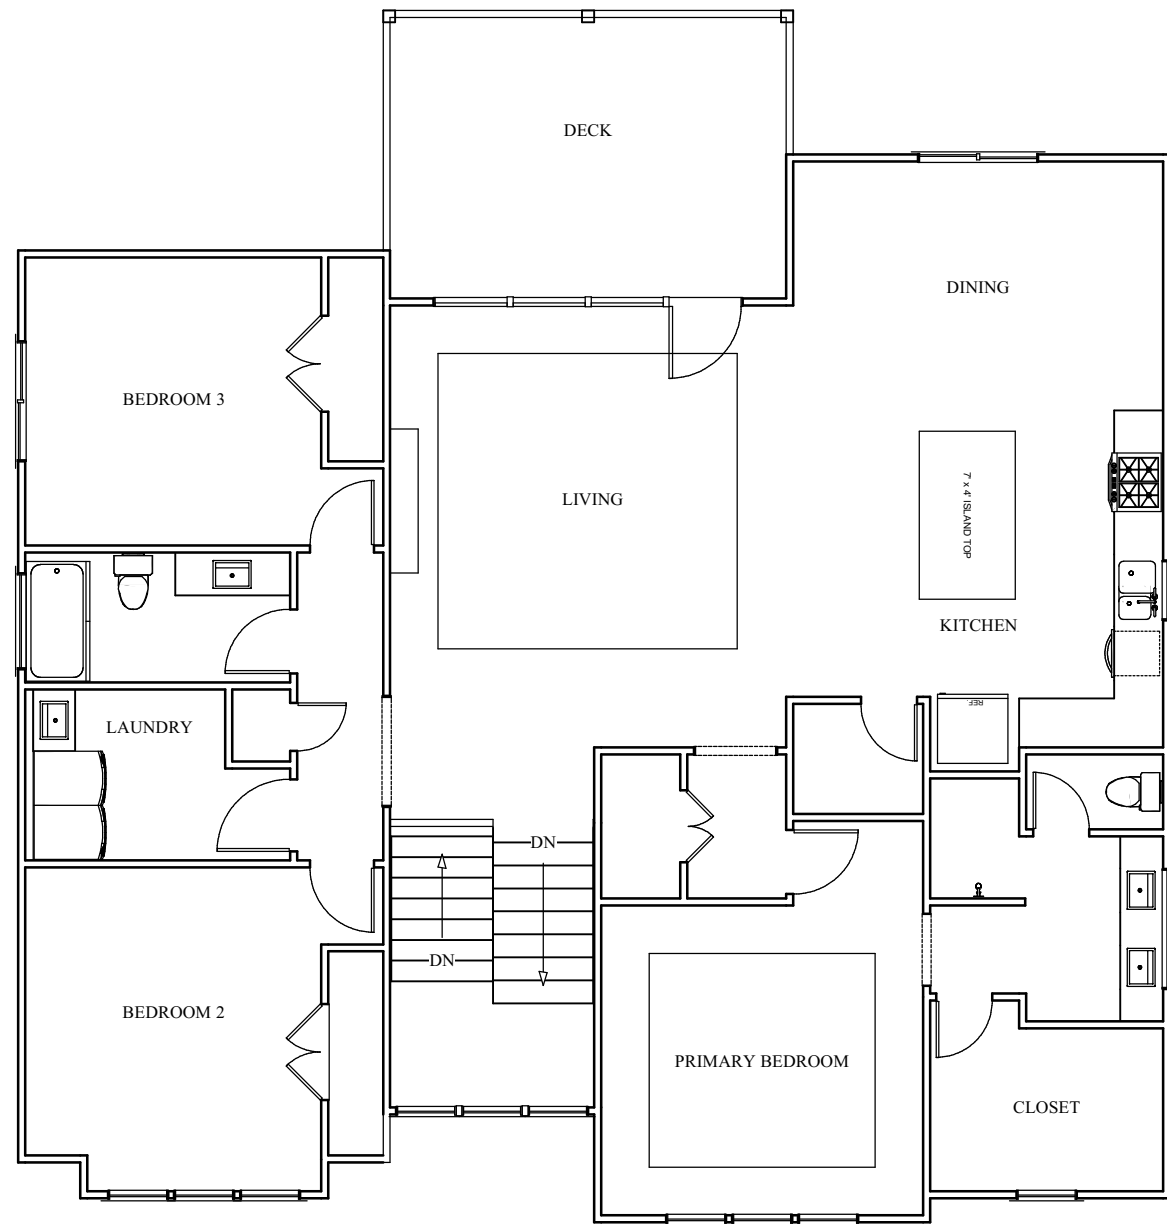 DECK
DINING
BEDROOM 3
LIVING
7' x 4' ISLAND TOP
KITCHEN
REF.
LAUNDRY
DN
DN
BEDROOM 2
PRIMARY BEDROOM
CLOSET